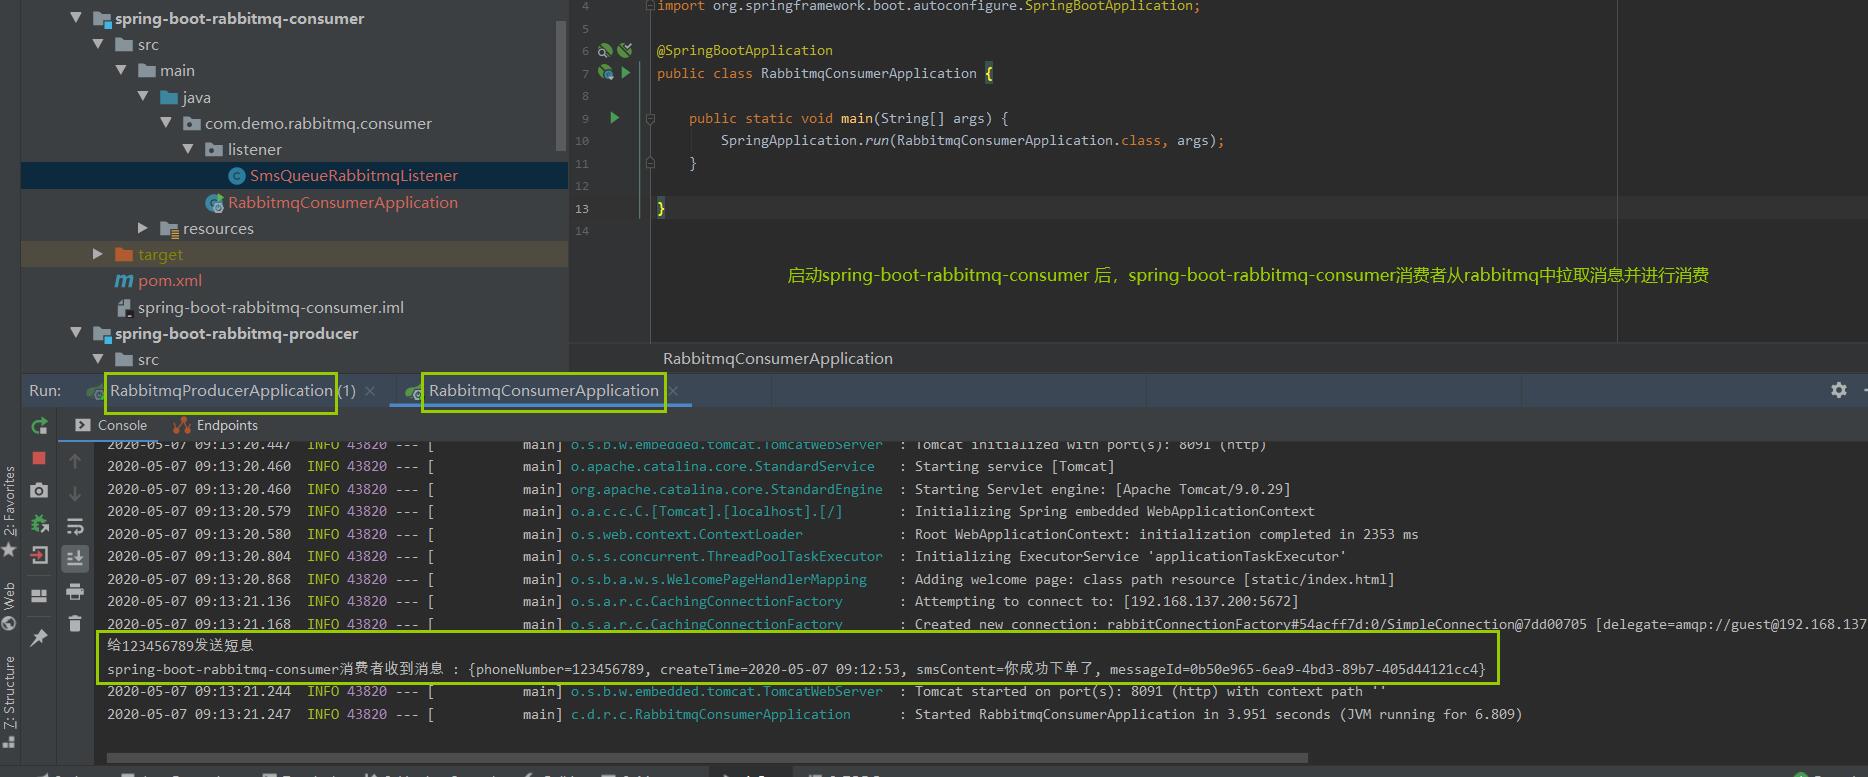 spring-boot-rabbitmq-consumer
src
main
java
com.demo.rabbitmq.consumer
listener
SmsQueueRabbitmqListener
RabbitmqConsumerApplication
resources
target
pom.xml
spring-boot-rabbitmq-consumer.iml
spring-boot-rabbitmq-producer
src
4 import org.springframework.boot.autoconfigure.SpringBootApplication;
5
6 @SpringBootApplication
7 public class RabbitmqConsumerApplication {
8
9 public static void main(String[] args) {
10 SpringApplication.run(RabbitmqConsumerApplication.class, args);
11 }
12
13 }
14
启动spring-boot-rabbitmq-consumer 后，spring-boot-rabbitmq-consumer消费者从rabbitmq中拉取消息并进行消费
RabbitmqConsumerApplication
Run: RabbitmqProducerApplication (1) RabbitmqConsumerApplication
Console Endpoints
2020-05-07 09:13:20.447 INFO 43820 --- [ main] o.s.b.w.embedded.tomcat.TomcatWebServer : Tomcat initialized with port(s): 8091 (http)
2020-05-07 09:13:20.460 INFO 43820 --- [ main] o.apache.catalina.core.StandardService : Starting service [Tomcat]
2020-05-07 09:13:20.460 INFO 43820 --- [ main] org.apache.catalina.core.StandardEngine : Starting Servlet engine: [Apache Tomcat/9.0.29]
2020-05-07 09:13:20.579 INFO 43820 --- [ main] o.a.c.c.C.[Tomcat].[localhost].[/] : Initializing Spring embedded WebApplicationContext
2020-05-07 09:13:20.580 INFO 43820 --- [ main] o.s.web.context.ContextLoader : Root WebApplicationContext: initialization completed in 2353 ms
2020-05-07 09:13:20.804 INFO 43820 --- [ main] o.s.s.concurrent.ThreadPoolTaskExecutor : Initializing ExecutorService 'applicationTaskExecutor'
2020-05-07 09:13:20.868 INFO 43820 --- [ main] o.s.b.a.w.s.WelcomePageHandlerMapping : Adding welcome page: class path resource [static/index.html]
2020-05-07 09:13:21.136 INFO 43820 --- [ main] o.s.a.r.c.CachingConnectionFactory : Attempting to connect to: [192.168.137.200:5672]
2020-05-07 09:13:21.168 INFO 43820 --- [ main] o.s.a.r.c.CachingConnectionFactory : Created new connection: rabbitConnectionFactory#54acff7d:0/SimpleConnection@7dd00705 [delegate=amqp://guest@192.168.137
给123456789发送短息
spring-boot-rabbitmq-consumer消费者收到消息 : {phoneNumber=123456789, createTime=2020-05-07 09:12:53, smsContent=你成功下单了, messageId=0b50e965-6ea9-4bd3-89b7-405d44121cc4}
2020-05-07 09:13:21.244 INFO 43820 --- [ main] o.s.b.w.embedded.tomcat.TomcatWebServer : Tomcat started on port(s): 8091 (http) with context path ''
2020-05-07 09:13:21.247 INFO 43820 --- [ main] c.d.r.c.RabbitmqConsumerApplication : Started RabbitmqConsumerApplication in 3.951 seconds (JVM running for 6.809)
2: Favorites
Web
7: Structure